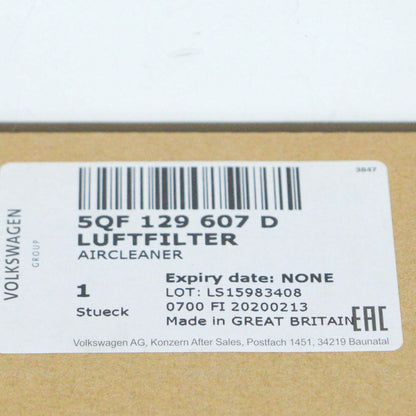 3847
5QF 129 607 D
LUFTFILTER
AIRCLEANER
VOLKSWAGEN
GROUP
Expiry date: NONE
1
LOT: LS15983408
Stueck
0700 FI 20200213
Made in GREAT BRITAIN
EAC
Volkswagen AG, Konzern After Sales, Postfach 1451, 34219 Baunatal